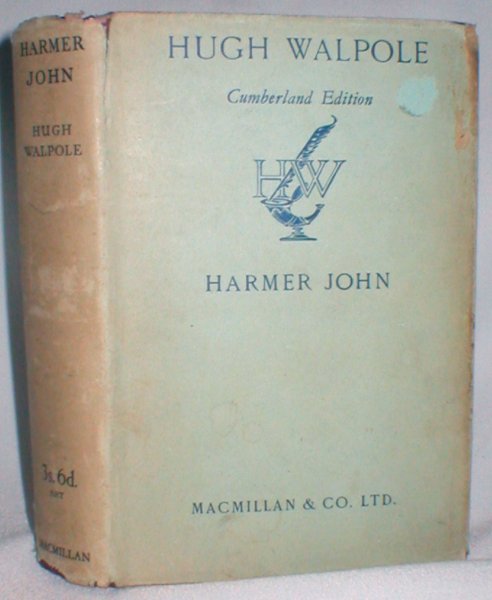 HARMER
JOHN
HUGH
WALPOLE
3s. 6d.
NET
MACMILLAN
HUGH WALPOLE
Cumberland Edition
HW
HARMER JOHN
MACMILLAN & CO. LTD.